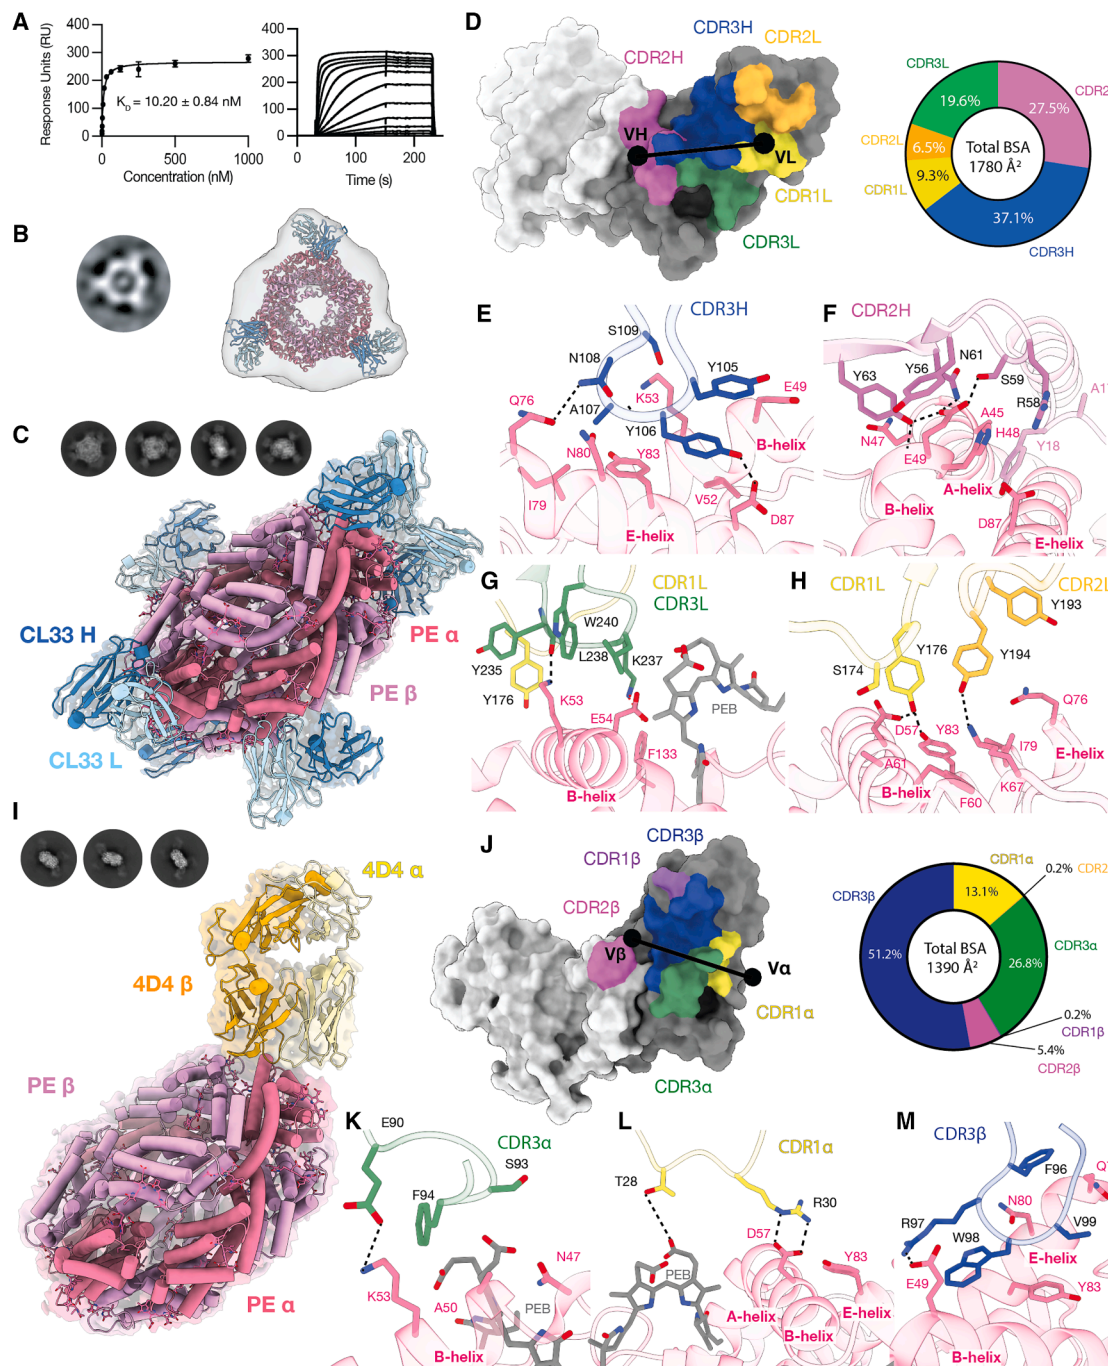 A
Response Units (RU)
400
300
200
100
0
K_D = 10.20 ± 0.84 nM
0
500
1000
Concentration (nM)
400
300
200
100
0
0
100
200
Time (s)
B
C
CL33 H
CL33 L
PE α
PE β
D
CDR3H
CDR2L
CDR2H
VH
VL
CDR1L
CDR3L
CDR3L
CDR2
19.6%
27.5%
CDR2L
6.5%
Total BSA
1780 Å²
9.3%
CDR1L
37.1%
CDR3H
E
CDR3H
S109
N108
Y105
E49
K53
Q76
A107
Y106
B-helix
N80
Y83
I79
V52
D87
E-helix
F
CDR2H
N61
Y56
Y63
S59
R58
A1
A45
N47
H48
E49
Y18
A-helix
B-helix
D87
E-helix
G
CDR1L
CDR3L
W240
L238
K237
Y235
Y176
K53
E54
PEB
F133
B-helix
H
CDR1L
CDR2L
Y193
Y176
S174
Y194
Q76
D57
Y83
I79
A61
E-helix
B-helix
K67
F60
I
4D4 α
4D4 β
PE β
PE α
J
CDR3β
CDR1β
CDR2β
Vβ
Vα
CDR1α
CDR3α
CDR1α
0.2%
CDR2
CDR3β
13.1%
51.2%
Total BSA
1390 Å²
CDR3α
26.8%
0.2%
CDR1β
5.4%
CDR2β
K
E90
CDR3α
S93
F94
N47
K53
A50
PEB
B-helix
L
CDR1α
T28
R30
D57
Y83
PEB
A-helix
E-helix
B-helix
M
CDR3β
F96
Q
N80
R97
V99
W98
E-helix
E49
Y83
B-helix